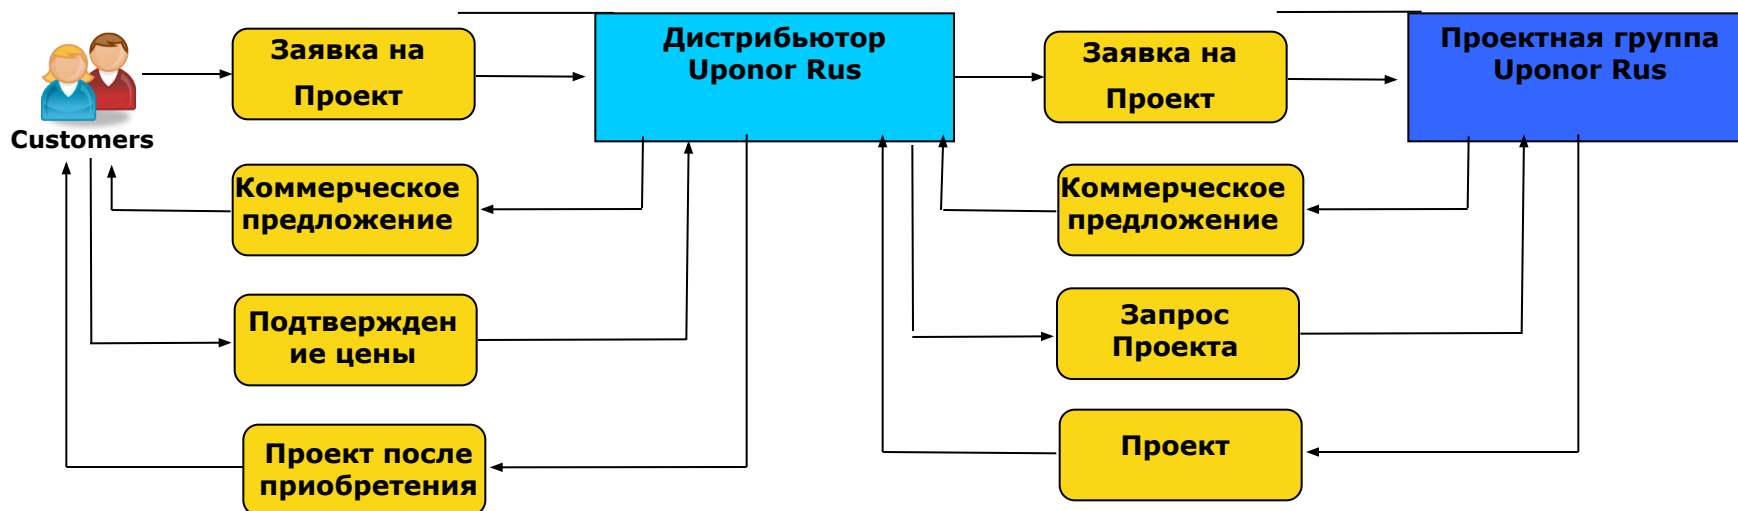 Заявка на
Проект
Дистрибьютор
Uponor Rus
Заявка на
Проект
Проектная группа
Uponor Rus
Customers
Коммерческое
предложение
Коммерческое
предложение
Подтвержден
ие цены
Запрос
Проекта
Проект после
приобретения
Проект